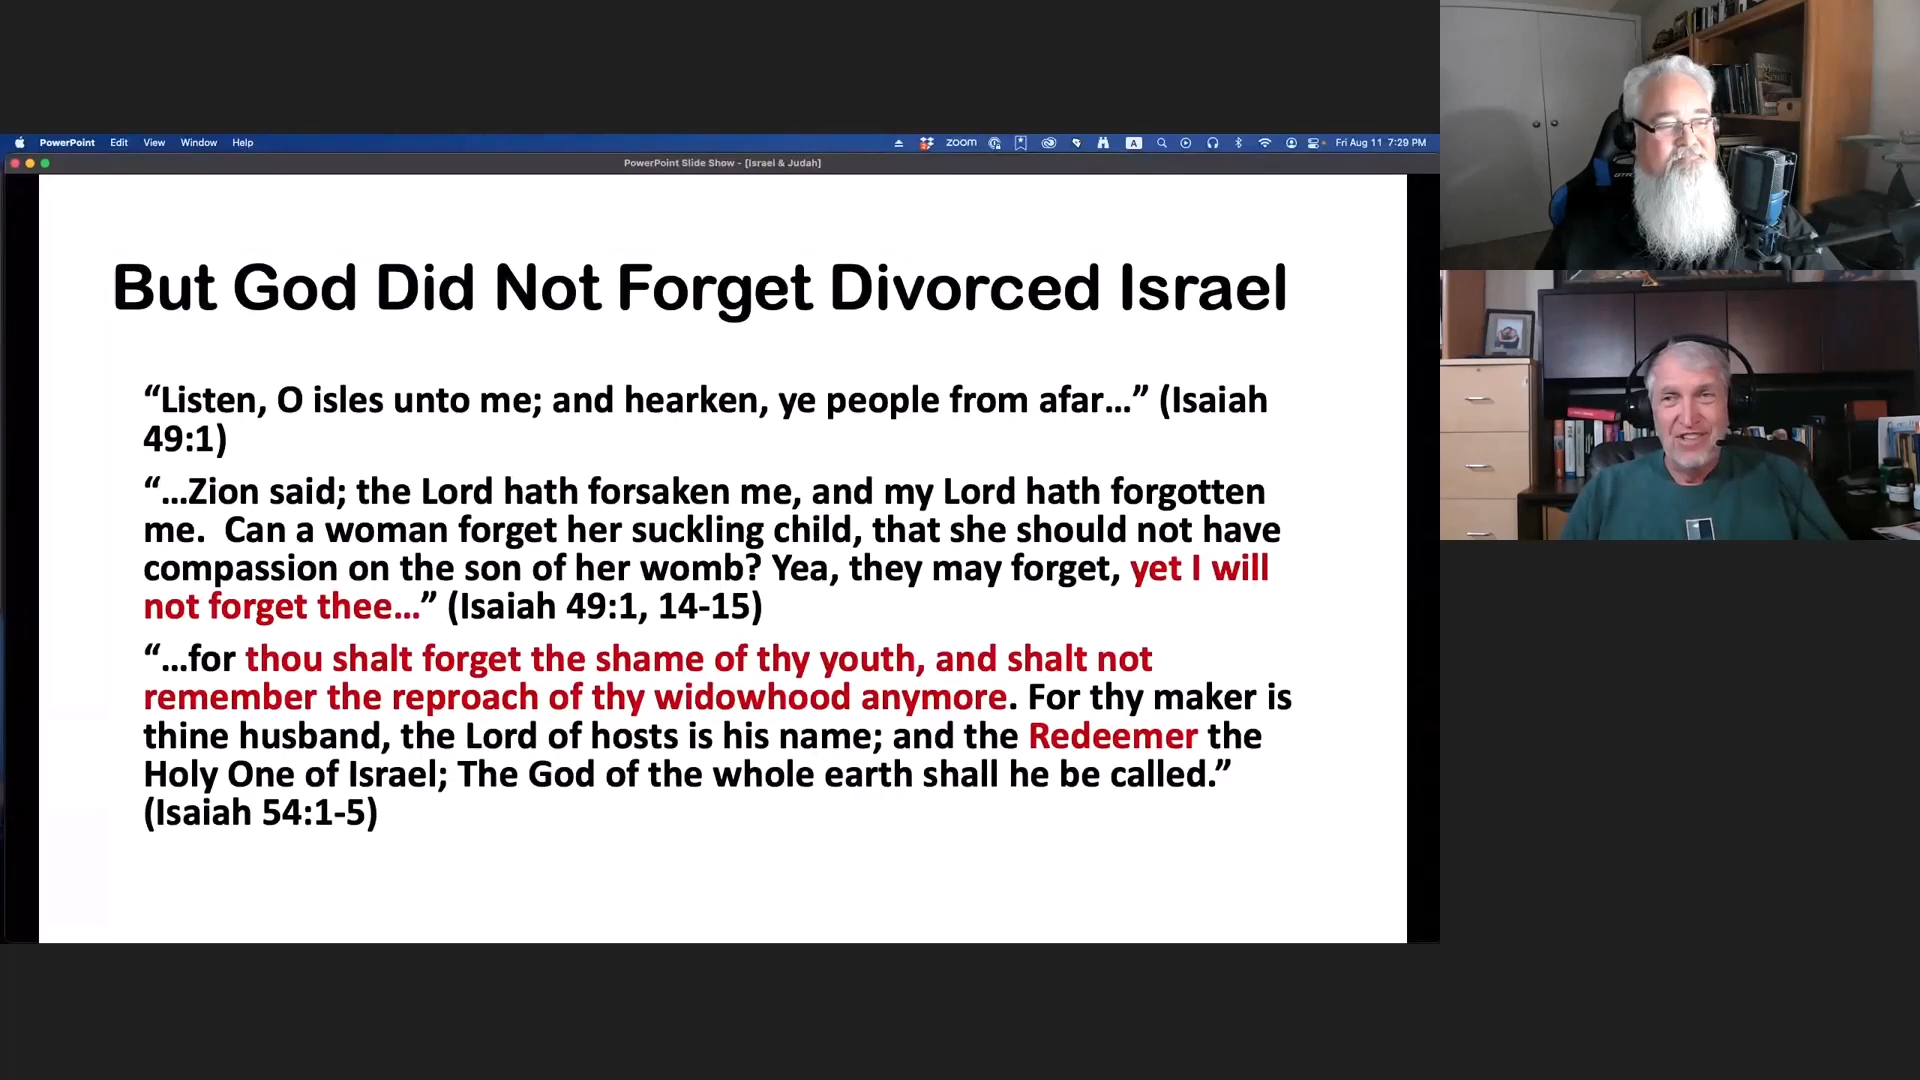 PowerPoint Edit View Window Help zoom A Fri Aug 11 7:29 PM
PowerPoint Slide Show - [Israel & Judah]
But God Did Not Forget Divorced Israel
“Listen, O isles unto me; and hearken, ye people from afar…” (Isaiah
49:1)
“…Zion said; the Lord hath forsaken me, and my Lord hath forgotten
me.  Can a woman forget her suckling child, that she should not have
compassion on the son of her womb? Yea, they may forget, yet I will
not forget thee…” (Isaiah 49:1, 14-15)
“…for thou shalt forget the shame of thy youth, and shalt not
remember the reproach of thy widowhood anymore. For thy maker is
thine husband, the Lord of hosts is his name; and the Redeemer the
Holy One of Israel; The God of the whole earth shall he be called.”
(Isaiah 54:1-5)